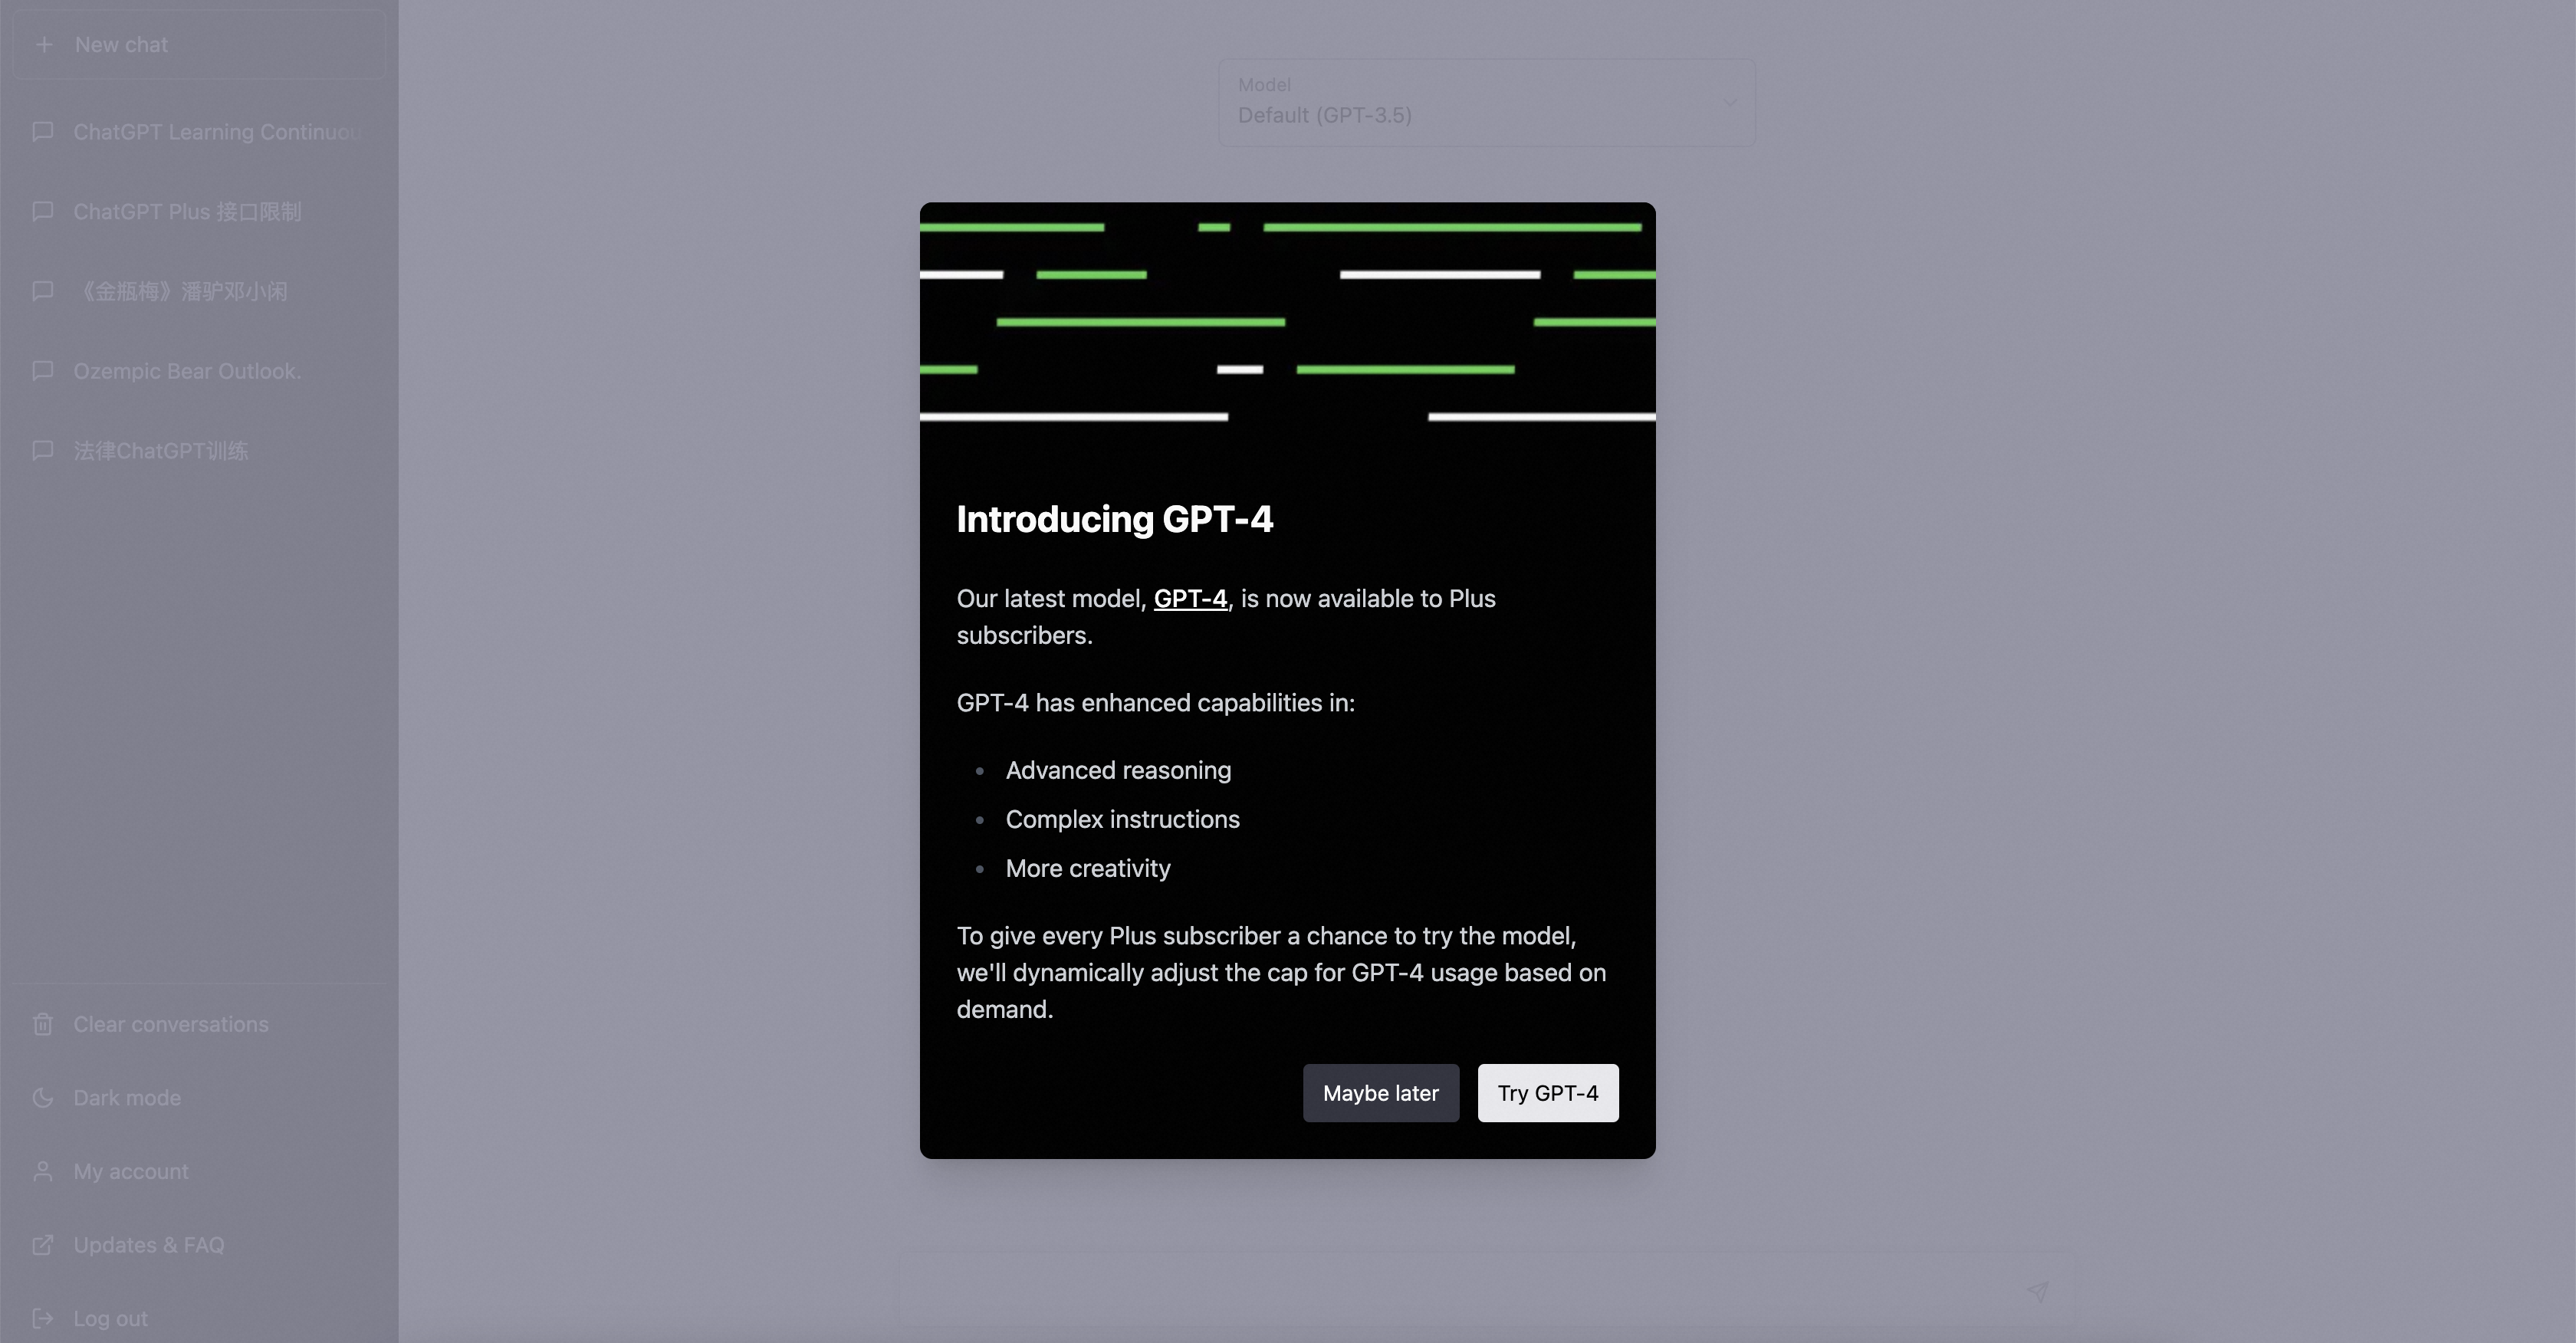 New chat
ChatGPT Learning Continuou
ChatGPT Plus 接口限制
《金瓶梅》潘驴邓小闲
Ozempic Bear Outlook.
法律ChatGPT训练
Clear conversations
Dark mode
My account
Updates & FAQ
Log out
Model
Default (GPT-3.5)
Introducing GPT-4
Our latest model, GPT-4, is now available to Plus
subscribers.
GPT-4 has enhanced capabilities in:
Advanced reasoning
Complex instructions
More creativity
To give every Plus subscriber a chance to try the model,
we'll dynamically adjust the cap for GPT-4 usage based on
demand.
Maybe later
Try GPT-4